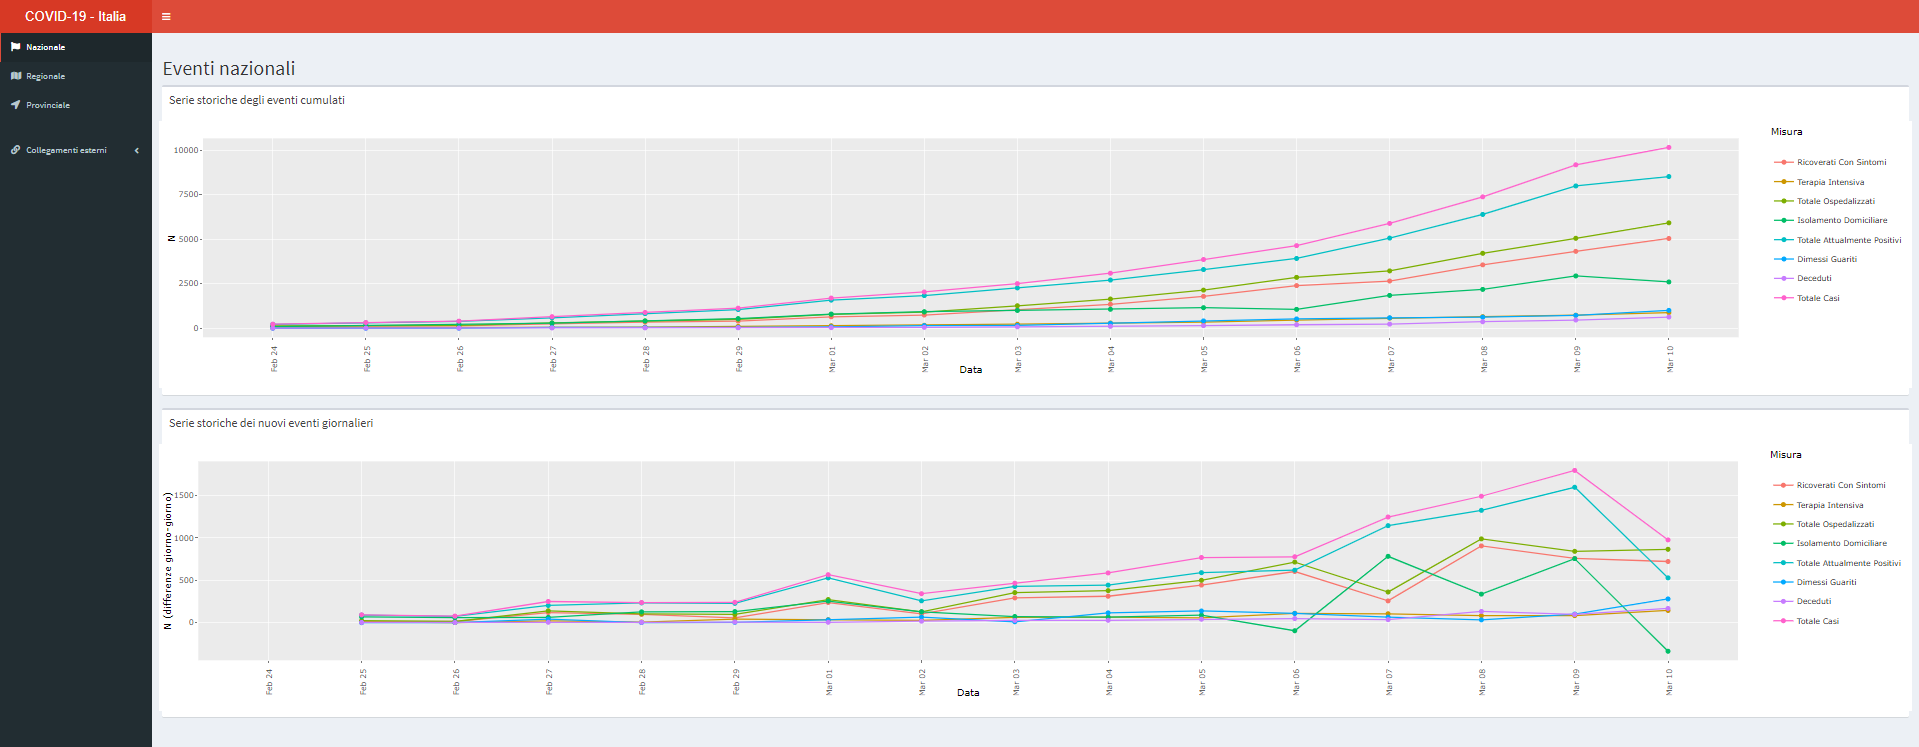 COVID-19 - Italia
Nazionale
Regionale
Provinciale
Collegamenti esterni
Eventi nazionali
Serie storiche degli eventi cumulati
N
10000
7500
5000
2500
0
Feb 24
Feb 25
Feb 26
Feb 27
Feb 28
Feb 29
Mar 01
Mar 02
Mar 03
Mar 04
Mar 05
Mar 06
Mar 07
Mar 08
Mar 09
Mar 10
Data
Misura
Ricoverati Con Sintomi
Terapia Intensiva
Totale Ospedalizzati
Isolamento Domiciliare
Totale Attualmente Positivi
Dimessi Guariti
Deceduti
Totale Casi
Serie storiche dei nuovi eventi giornalieri
N (differenze giorno-giorno)
1500
1000
500
0
Feb 24
Feb 25
Feb 26
Feb 27
Feb 28
Feb 29
Mar 01
Mar 02
Mar 03
Mar 04
Mar 05
Mar 06
Mar 07
Mar 08
Mar 09
Mar 10
Data
Misura
Ricoverati Con Sintomi
Terapia Intensiva
Totale Ospedalizzati
Isolamento Domiciliare
Totale Attualmente Positivi
Dimessi Guariti
Deceduti
Totale Casi